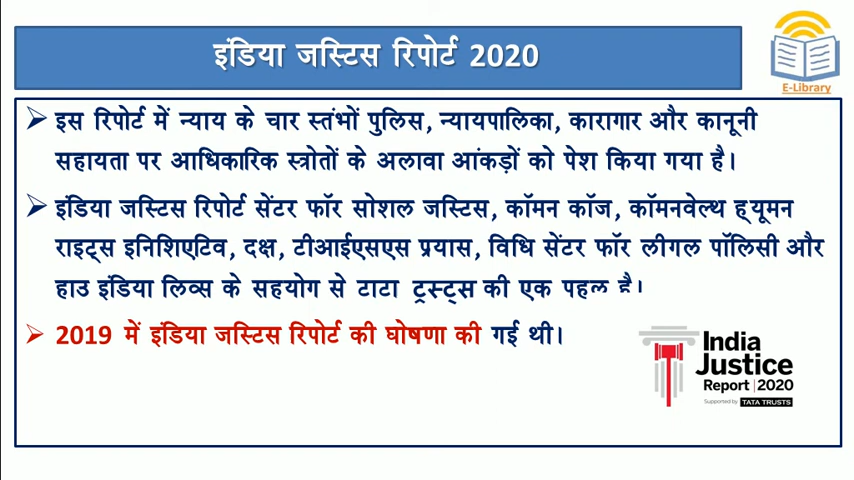 इंडिया जस्टिस रिपोर्ट 2020
E-Library
इस रिपोर्ट में न्याय के चार स्तंभों पुलिस, न्यायपालिका, कारागार और कानूनी
सहायता पर आधिकारिक स्त्रोतों के अलावा आंकड़ों को पेश किया गया है।
इंडिया जस्टिस रिपोर्ट सेंटर फॉर सोशल जस्टिस, कॉमन कॉज, कॉमनवेल्थ ह्यूमन
राइट्स इनिशिएटिव, दक्ष, टीआईएसएस प्रयास, विधि सेंटर फॉर लीगल पॉलिसी और
हाउ इंडिया लिव्स के सहयोग से टाटा ट्रस्ट्स की एक पहल है।
2019 में इंडिया जस्टिस रिपोर्ट की घोषणा की गई थी।
India
Justice
Report | 2020
Supported by TATA TRUSTS